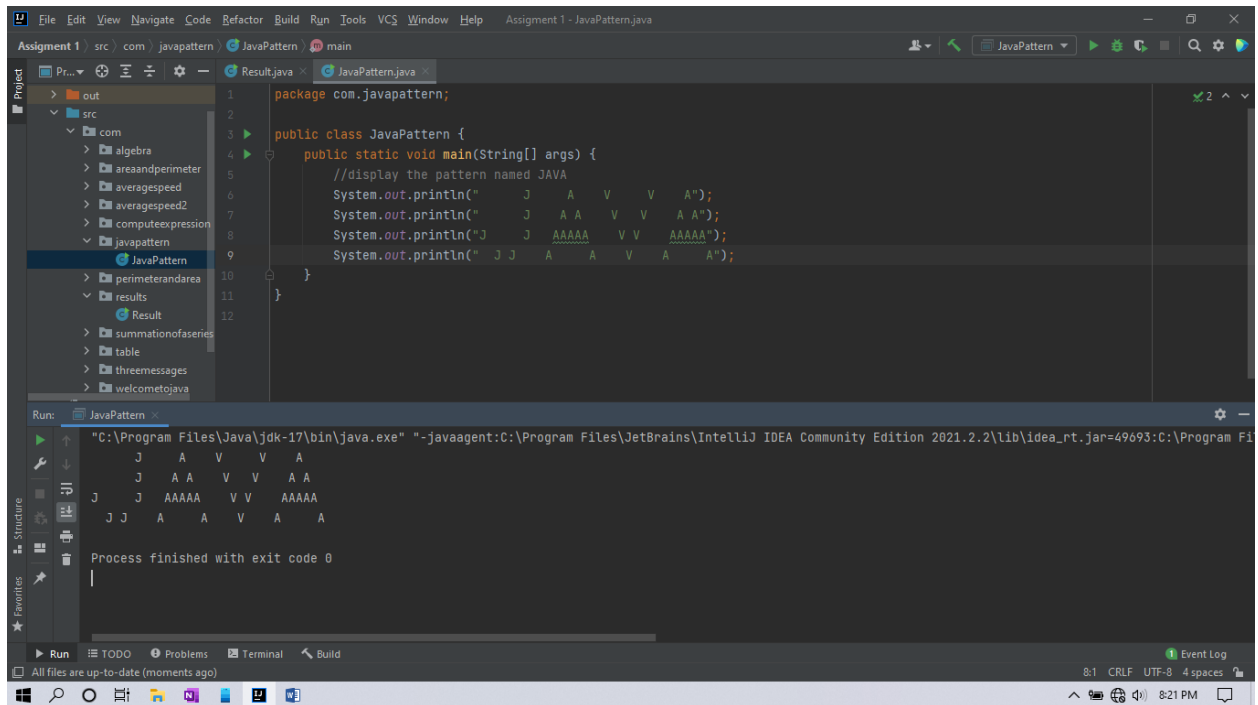 File Edit View Navigate Code Refactor Build Run Tools VCS Window Help Assigment 1 - JavaPattern.java
Assigment 1 src com javapattern JavaPattern main JavaPattern
Project
Pr... Result.java JavaPattern.java
out
src
com
algebra
areaandperimeter
averagespeed
averagespeed2
computeexpression
javapattern
JavaPattern
perimeterandarea
results
Result
summationofaseries
table
threemessages
welcometojava
1 package com.javapattern; 2
2
3 public class JavaPattern {
4     public static void main(String[] args) {
5         //display the pattern named JAVA
6         System.out.println("      J     A    V     V    A");
7         System.out.println("      J    A A    V   V    A A");
8         System.out.println("J     J   AAAAA    V V    AAAAA");
9         System.out.println("  J J    A     A    V    A     A");
10     }
11 }
12
Run: JavaPattern
"C:\Program Files\Java\jdk-17\bin\java.exe" "-javaagent:C:\Program Files\JetBrains\IntelliJ IDEA Community Edition 2021.2.2\lib\idea_rt.jar=49693:C:\Program Fi
      J     A    V     V    A
      J    A A    V   V    A A
J     J   AAAAA    V V    AAAAA
  J J    A     A    V    A     A
Process finished with exit code 0
Structure
Favorites
Run TODO Problems Terminal Build 1 Event Log
All files are up-to-date (moments ago) 8:1 CRLF UTF-8 4 spaces
8:21 PM